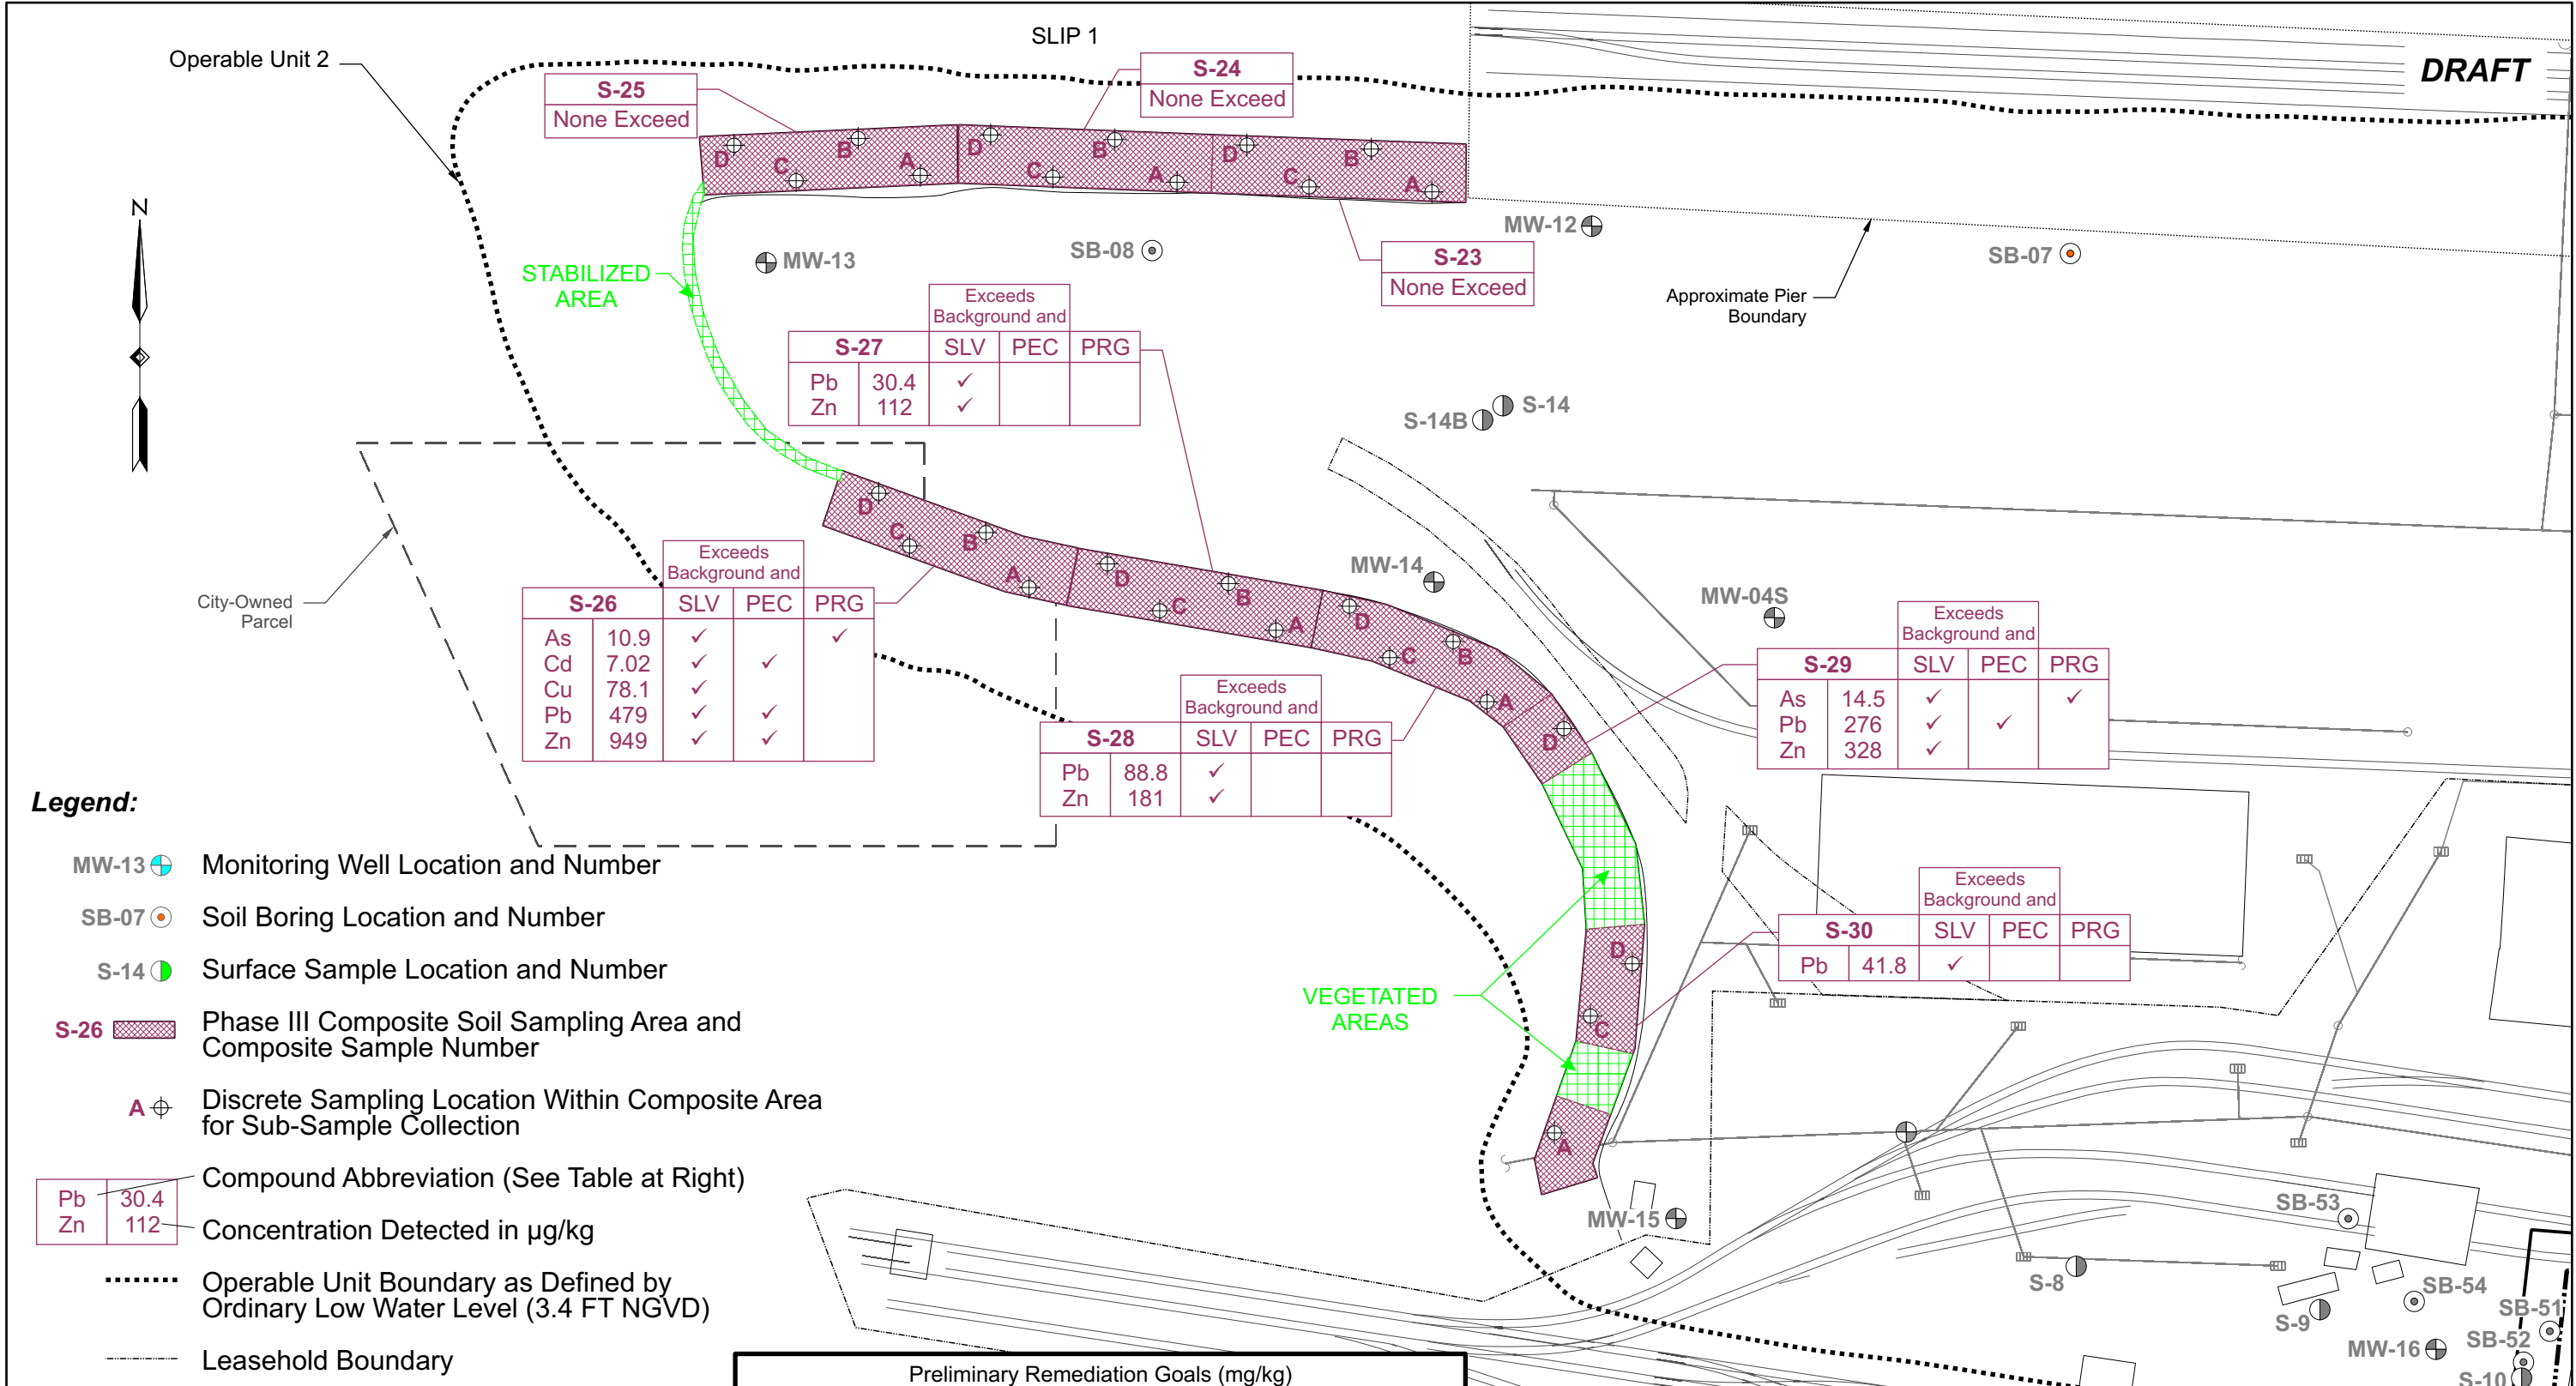 SLIP 1
Operable Unit 2
DRAFT
S-25
None Exceed
S-24
None Exceed
D
C
B
A
D
C
B
A
D
C
B
A
N
MW-12
SB-07
SB-08
MW-13
S-23
None Exceed
STABILIZED
AREA
Approximate Pier
Boundary
Exceeds
Background and
S-27 SLV PEC PRG
Pb 30.4 ✓
Zn 112 ✓
S-14B
S-14
D
C
B
A
D
C
B
A
D
C
B
A
D
MW-14
MW-04S
City-Owned
Parcel
Exceeds
Background and
S-26 SLV PEC PRG
As 10.9 ✓ ✓
Cd 7.02 ✓ ✓
Cu 78.1 ✓
Pb 479 ✓ ✓
Zn 949 ✓ ✓
Exceeds
Background and
S-28 SLV PEC PRG
Pb 88.8 ✓
Zn 181 ✓
Exceeds
Background and
S-29 SLV PEC PRG
As 14.5 ✓ ✓
Pb 276 ✓ ✓
Zn 328 ✓
Exceeds
Background and
S-30 SLV PEC PRG
Pb 41.8 ✓
D
C
A
VEGETATED
AREAS
MW-15
SB-53
S-8
SB-54
S-9
SB-51
SB-52
MW-16
S-10
Legend:
MW-13 Monitoring Well Location and Number
SB-07 Soil Boring Location and Number
S-14 Surface Sample Location and Number
S-26 Phase III Composite Soil Sampling Area and
Composite Sample Number
A Discrete Sampling Location Within Composite Area
for Sub-Sample Collection
Pb 30.4
Zn 112
Compound Abbreviation (See Table at Right)
Concentration Detected in µg/kg
Operable Unit Boundary as Defined by
Ordinary Low Water Level (3.4 FT NGVD)
Leasehold Boundary
Preliminary Remediation Goals (mg/kg)